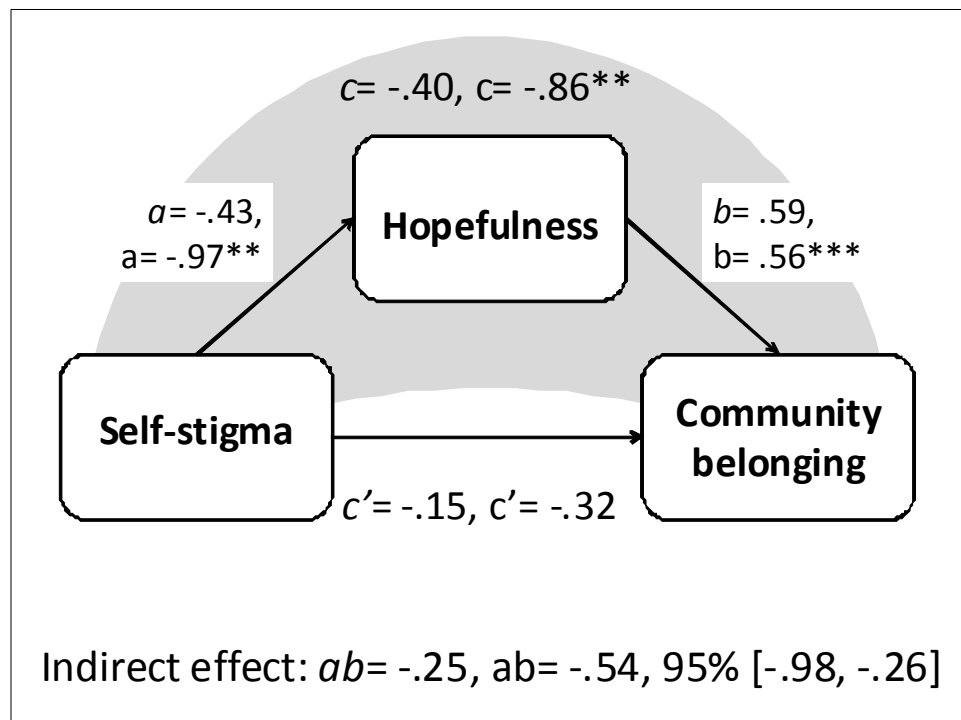 c= -.40, c= -.86**
a= -.43,
a= -.97**
Hopefulness
b= .59,
b= .56***
Self-stigma
Community
belonging
c’= -.15, c’= -.32
Indirect effect: ab= -.25, ab= -.54, 95% [-.98, -.26]